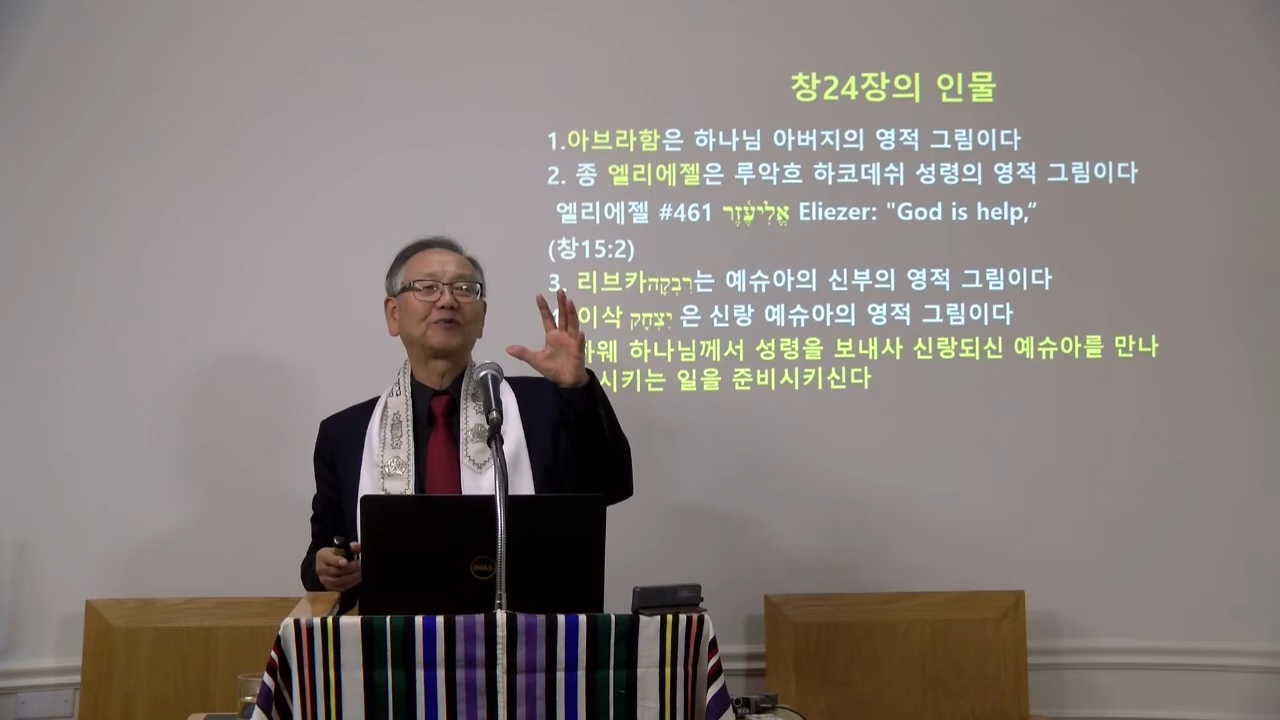 창24장의 인물
1.아브라함은 하나님 아버지의 영적 그림이다
2. 종 엘리에젤은 루악흐 하코데쉬 성령의 영적 그림이다
엘리에젤 #461 אֱלִיעֶ֫זֶר Eliezer: "God is help,“
(창15:2)
3. 리브카רִבְקָה는 예슈아의 신부의 영적 그림이다
이삭 יִצְחָק 은 신랑 예슈아의 영적 그림이다
하나님께서 성령을 보내사 신랑되신 예슈아를 만나
시키는 일을 준비시키신다
DELL